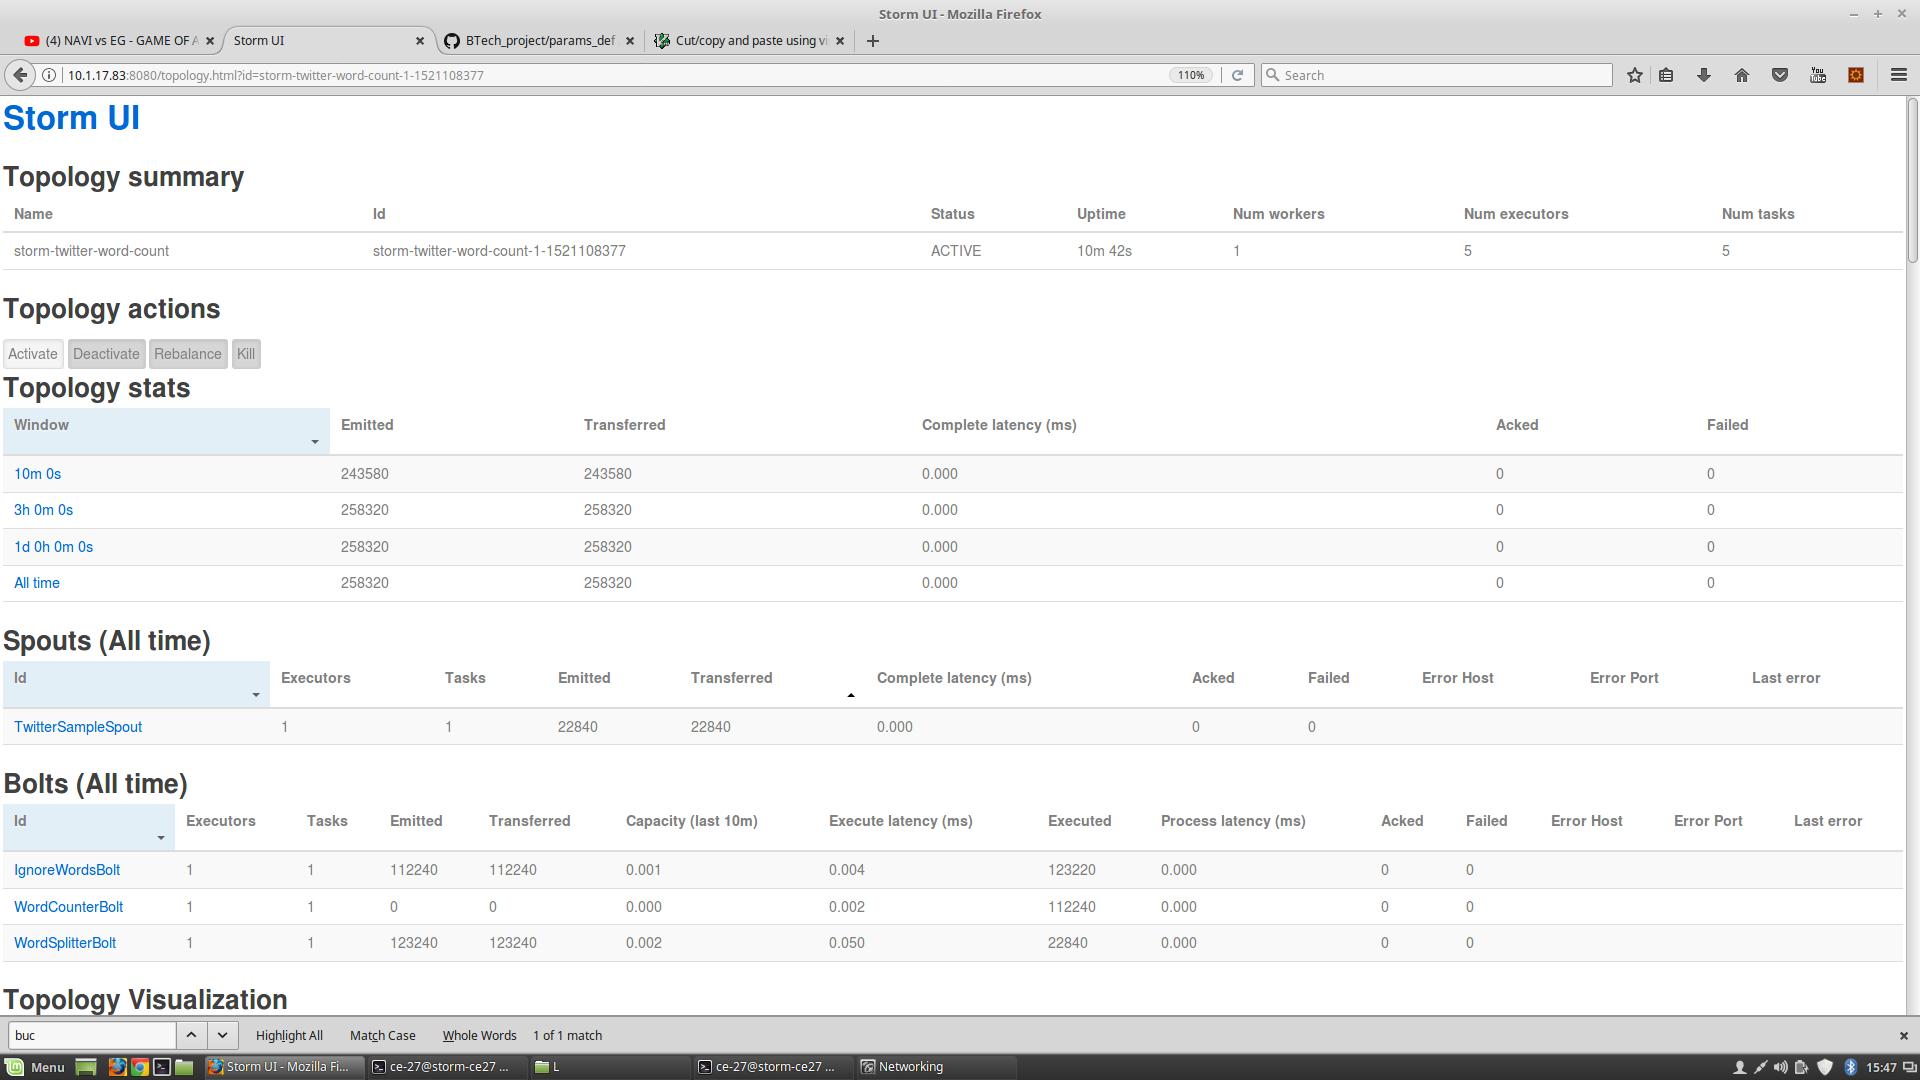 Storm UI - Mozilla Firefox
(4) NAVI vs EG - GAME OF A
Storm UI
BTech_project/params_def
Cut/copy and paste using vi
10.1.17.83:8080/topology.html?id=storm-twitter-word-count-1-1521108377
110%
Search
Storm UI
Topology summary
Name Id Status Uptime Num workers Num executors Num tasks
storm-twitter-word-count storm-twitter-word-count-1-1521108377 ACTIVE 10m 42s 1 5 5
Topology actions
Activate Deactivate Rebalance Kill
Topology stats
Window Emitted Transferred Complete latency (ms) Acked Failed
10m 0s 243580 243580 0.000 0 0
3h 0m 0s 258320 258320 0.000 0 0
1d 0h 0m 0s 258320 258320 0.000 0 0
All time 258320 258320 0.000 0 0
Spouts (All time)
Id Executors Tasks Emitted Transferred Complete latency (ms) Acked Failed Error Host Error Port Last error
TwitterSampleSpout 1 1 22840 22840 0.000 0 0
Bolts (All time)
Id Executors Tasks Emitted Transferred Capacity (last 10m) Execute latency (ms) Executed Process latency (ms) Acked Failed Error Host Error Port Last error
IgnoreWordsBolt 1 1 112240 112240 0.001 0.004 123220 0.000 0 0
WordCounterBolt 1 1 0 0 0.000 0.002 112240 0.000 0 0
WordSplitterBolt 1 1 123240 123240 0.002 0.050 22840 0.000 0 0
Topology Visualization
buc Highlight All Match Case Whole Words 1 of 1 match
Menu Storm UI - Mozilla Fi... ce-27@storm-ce27 ... L ce-27@storm-ce27 ... Networking 15:47